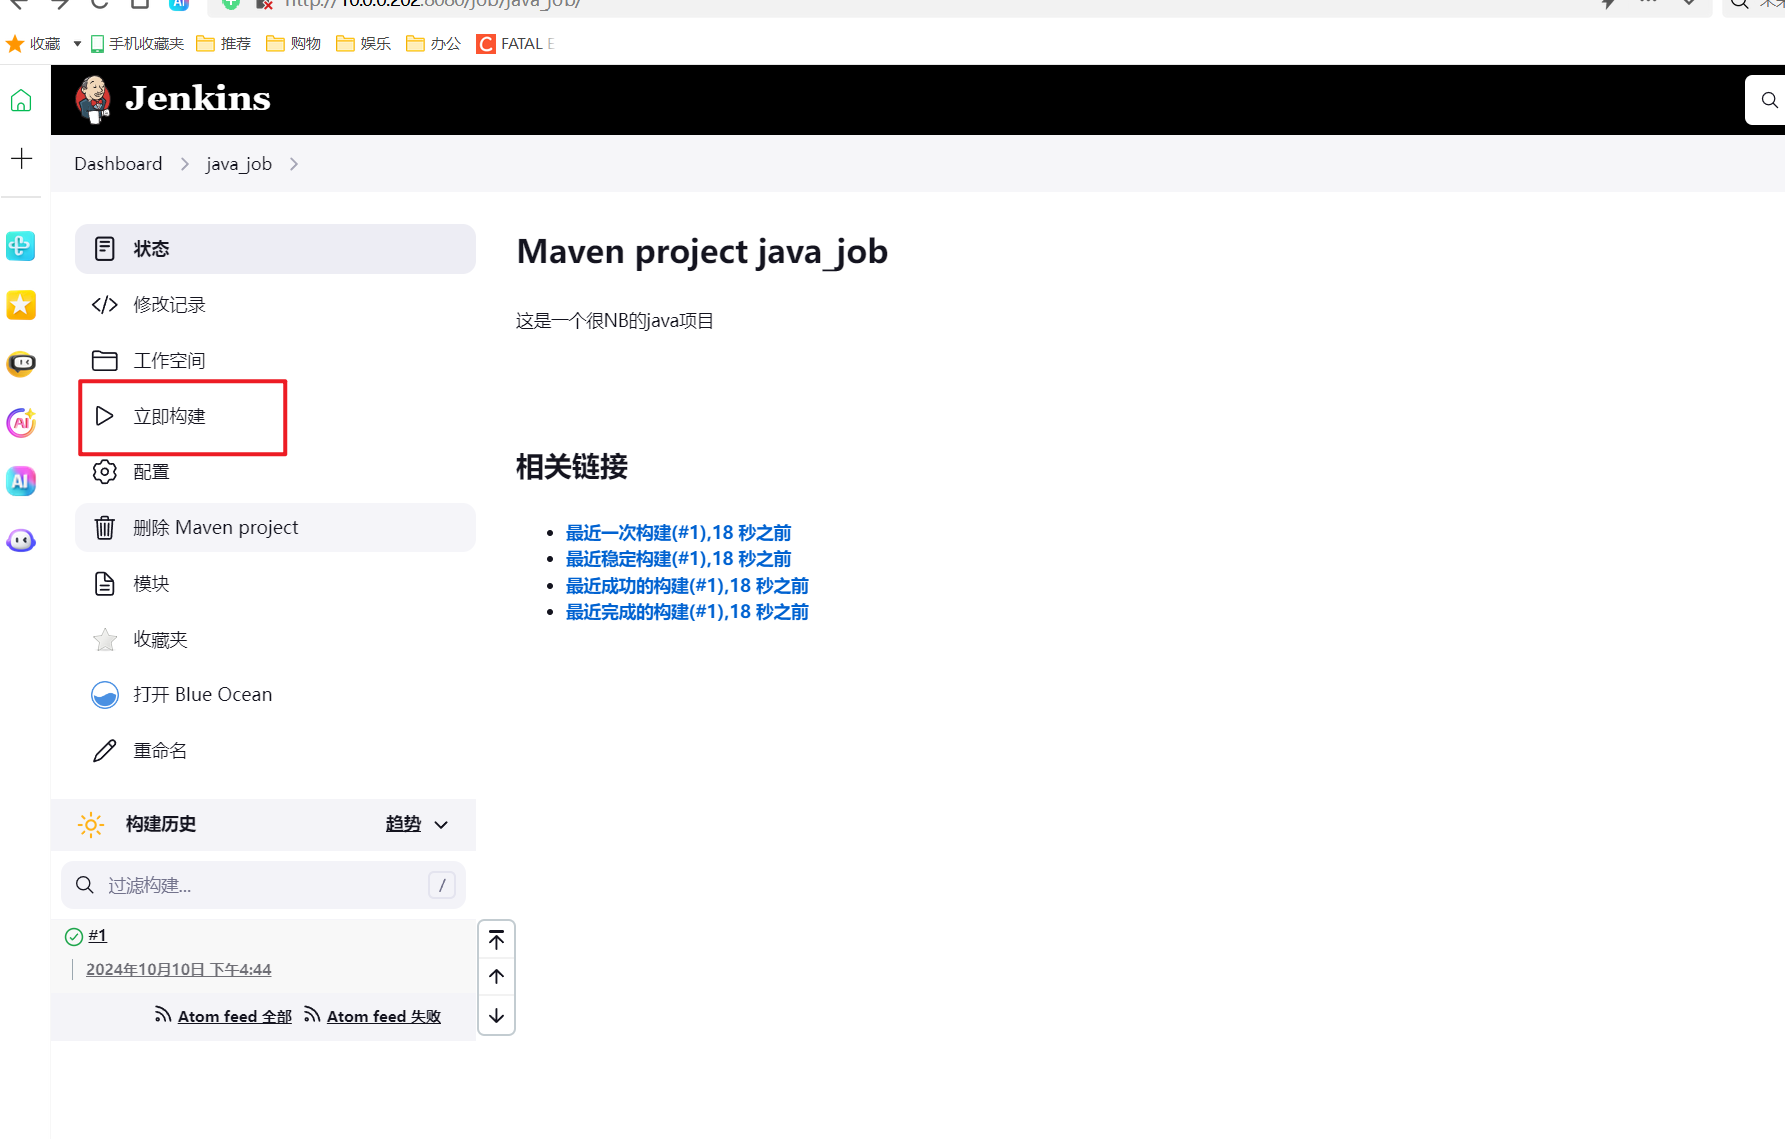 http://10.0.0.202:8080/job/java_job/
收藏 手机收藏夹 推荐 购物 娱乐 办公 FATAL E
Jenkins
Dashboard java_job
状态
修改记录
工作空间
立即构建
配置
删除 Maven project
模块
收藏夹
打开 Blue Ocean
重命名
构建历史 趋势
过滤构建... /
#1
2024年10月10日 下午4:44
Atom feed 全部 Atom feed 失败
Maven project java_job
这是一个很NB的java项目
相关链接
最近一次构建(#1),18 秒之前
最近稳定构建(#1),18 秒之前
最近成功的构建(#1),18 秒之前
最近完成的构建(#1),18 秒之前
AI
AI
AI